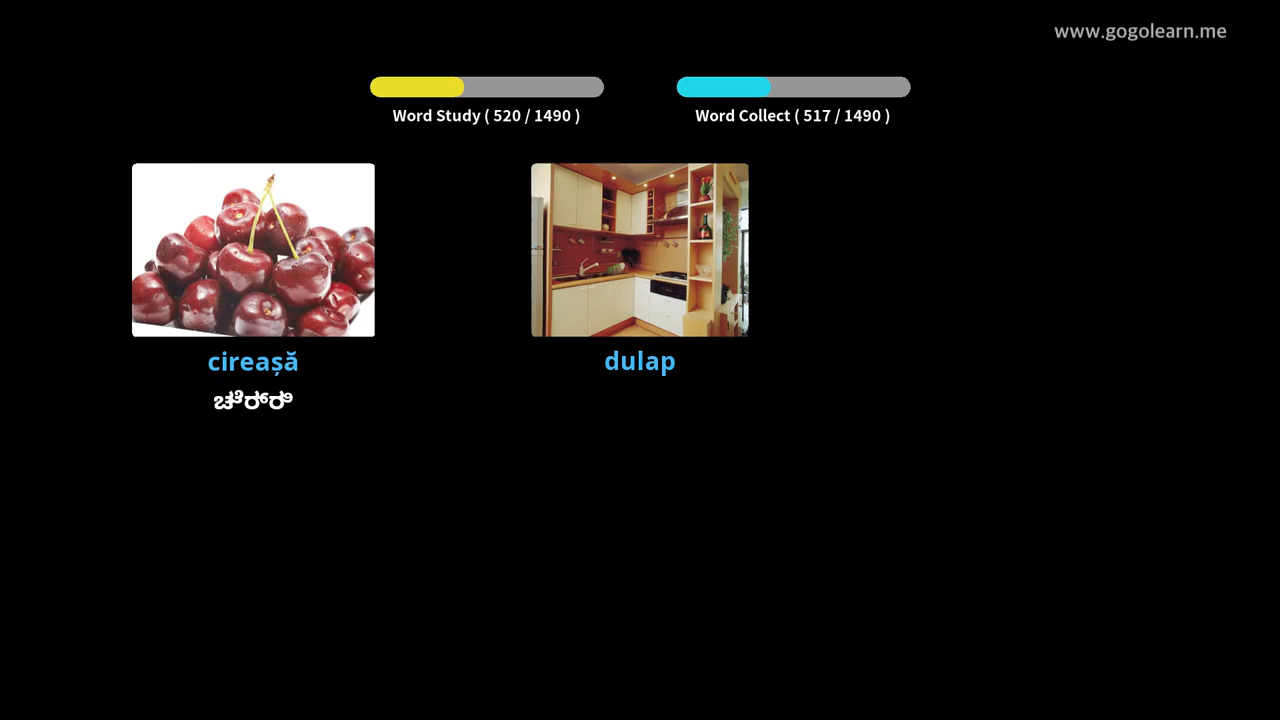 www.gogolearn.me
Word Study ( 520 / 1490 )
Word Collect ( 517 / 1490 )
cireașă
dulap
ಚೆರ್ರಿ